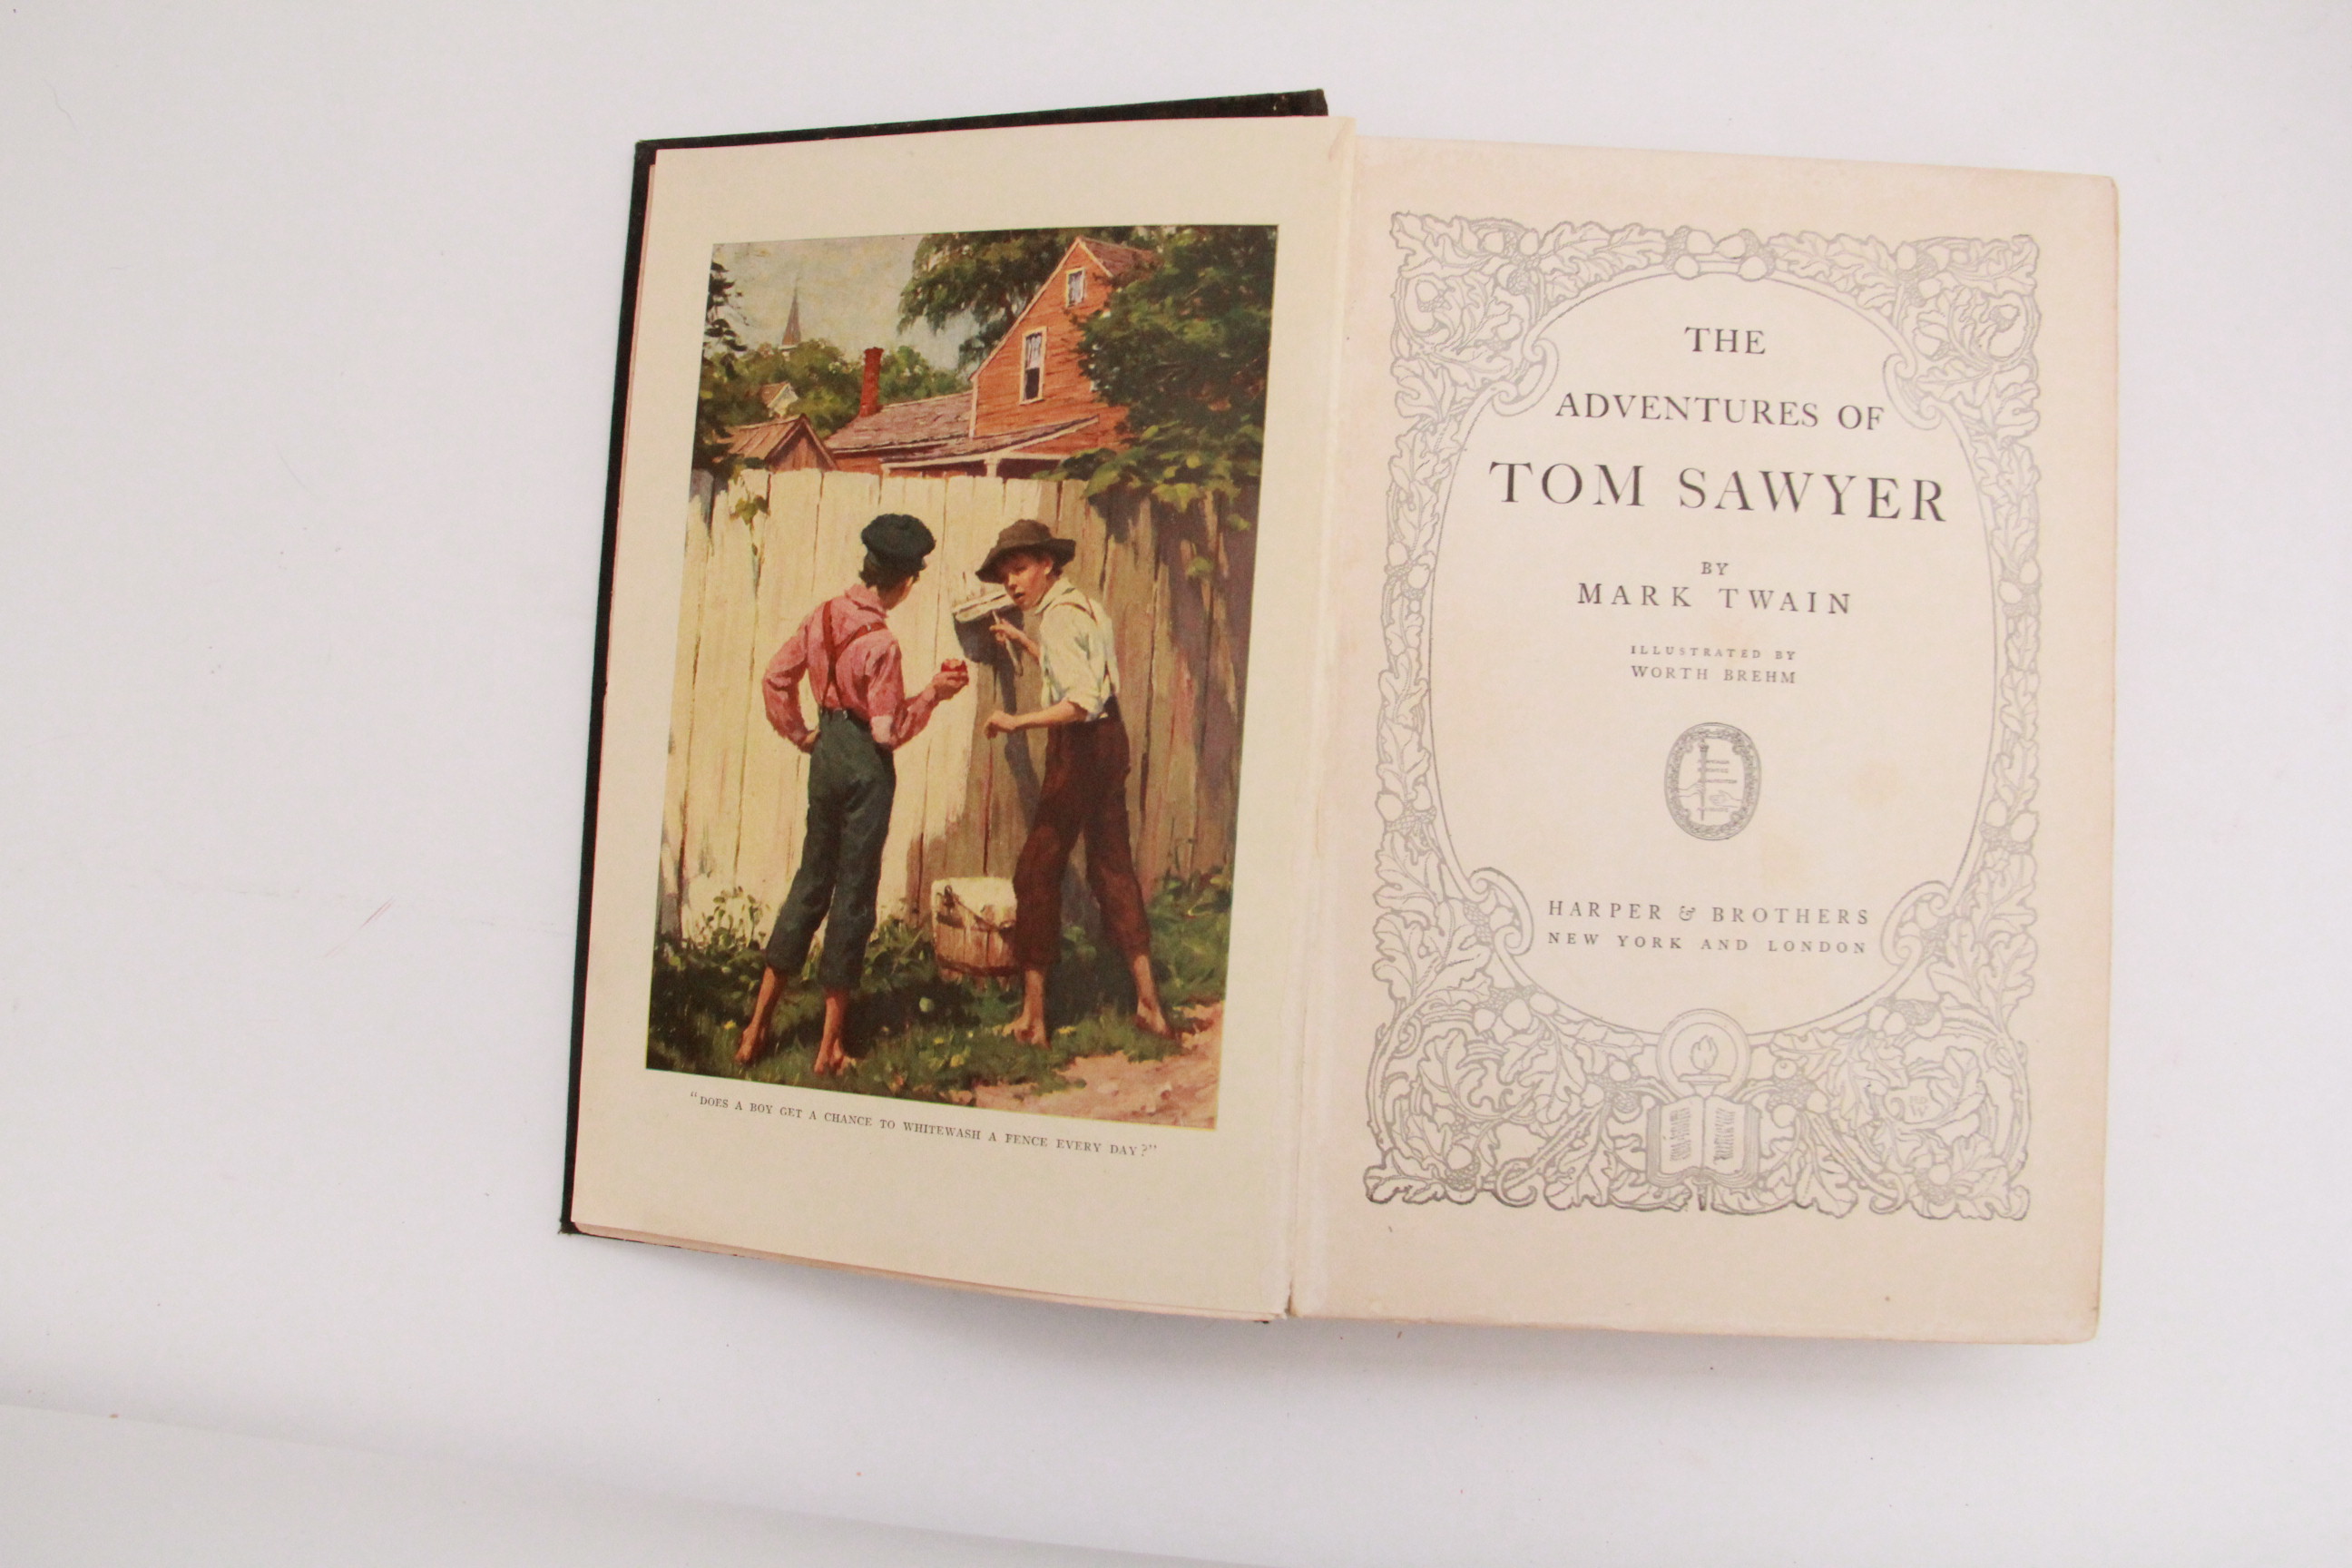 "DOES A BOY GET A CHANCE TO WHITEWASH A FENCE EVERY DAY?"
THE
ADVENTURES OF
TOM SAWYER
BY
MARK TWAIN
ILLUSTRATED BY
WORTH BREHM
HARPER & BROTHERS
NEW YORK AND LONDON